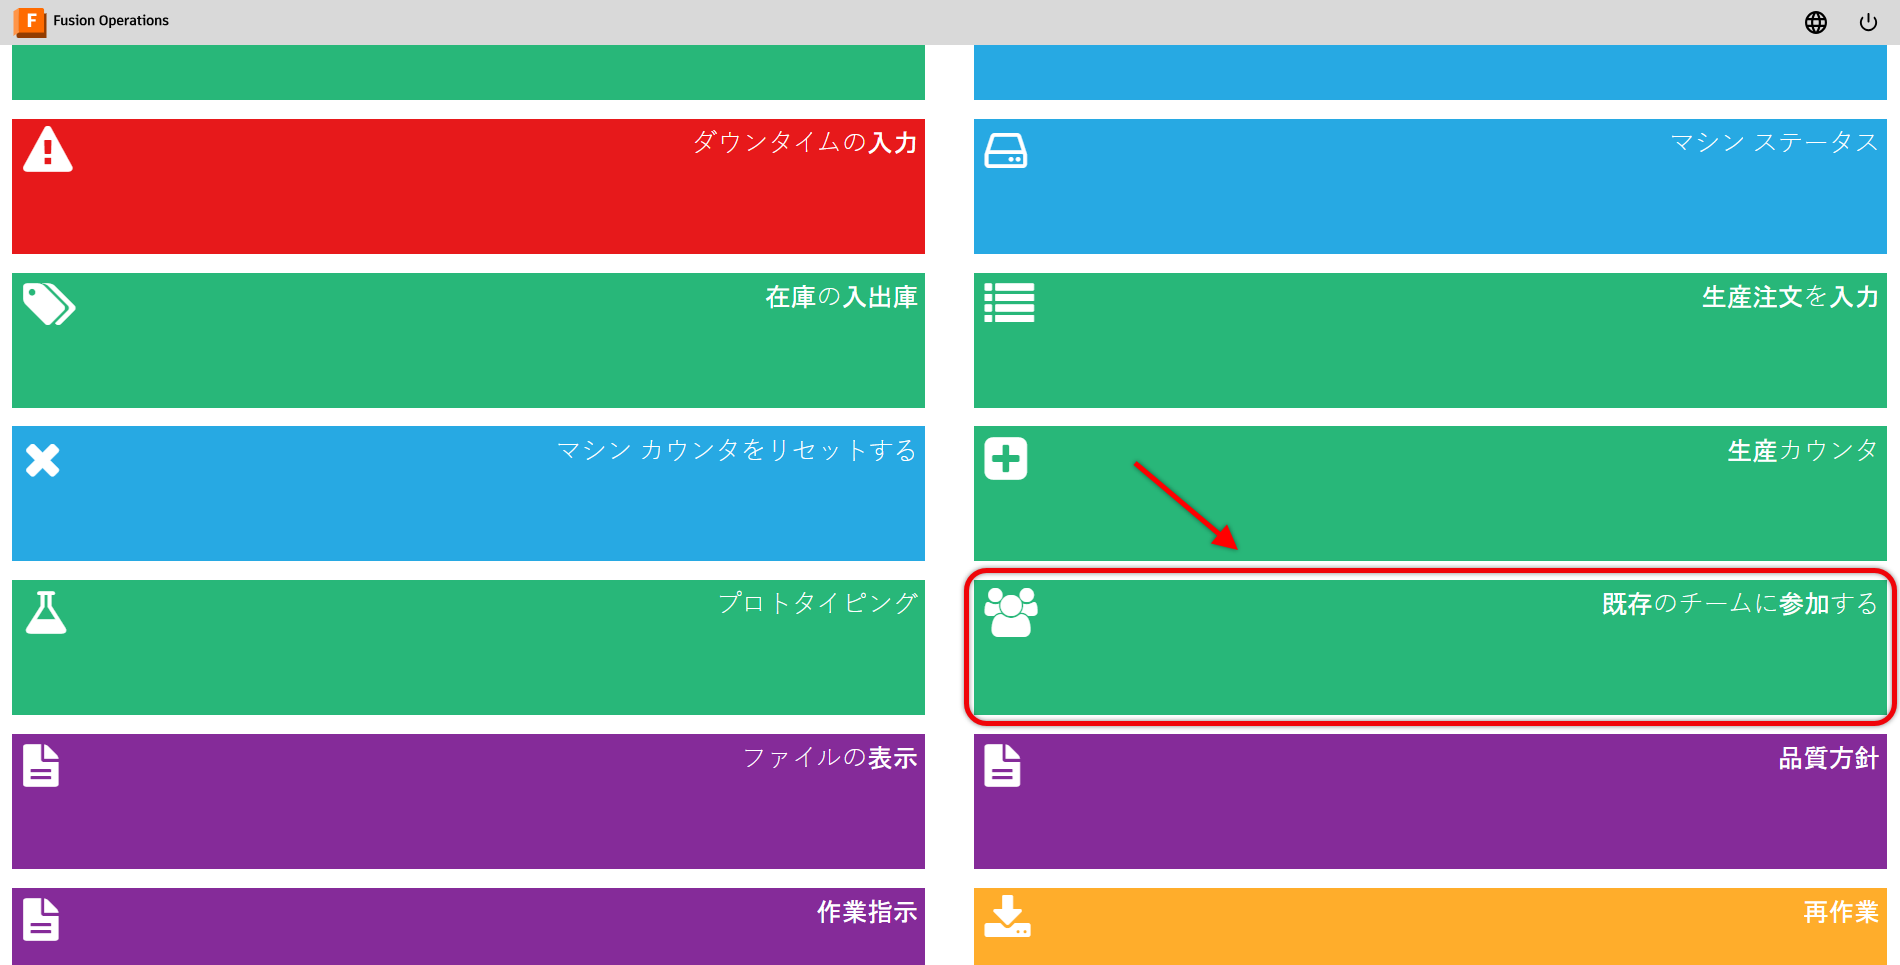 F Fusion Operations
ダウンタイムの入力
マシン ステータス
在庫の入出庫
生産注文を入力
マシン カウンタをリセットする
生産カウンタ
プロトタイピング
既存のチームに参加する
ファイルの表示
品質方針
作業指示
再作業